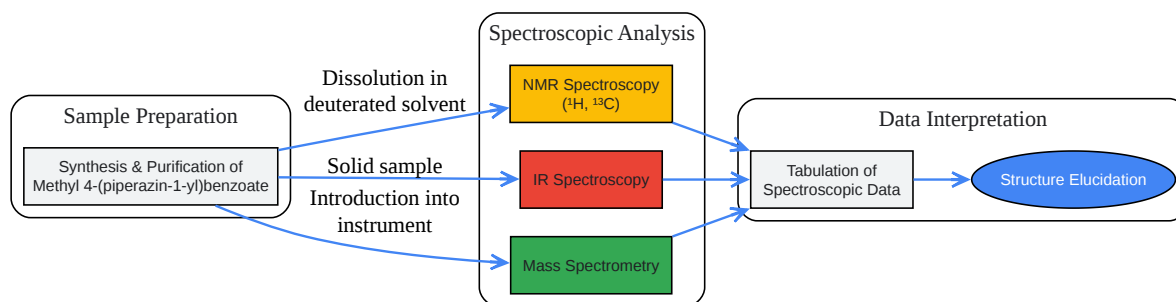 Sample Preparation
Synthesis & Purification of
Methyl 4-(piperazin-1-yl)benzoate
Dissolution in
deuterated solvent
Solid sample
Introduction into
instrument
Spectroscopic Analysis
NMR Spectroscopy
(¹H, ¹³C)
IR Spectroscopy
Mass Spectrometry
Data Interpretation
Tabulation of
Spectroscopic Data
Structure Elucidation